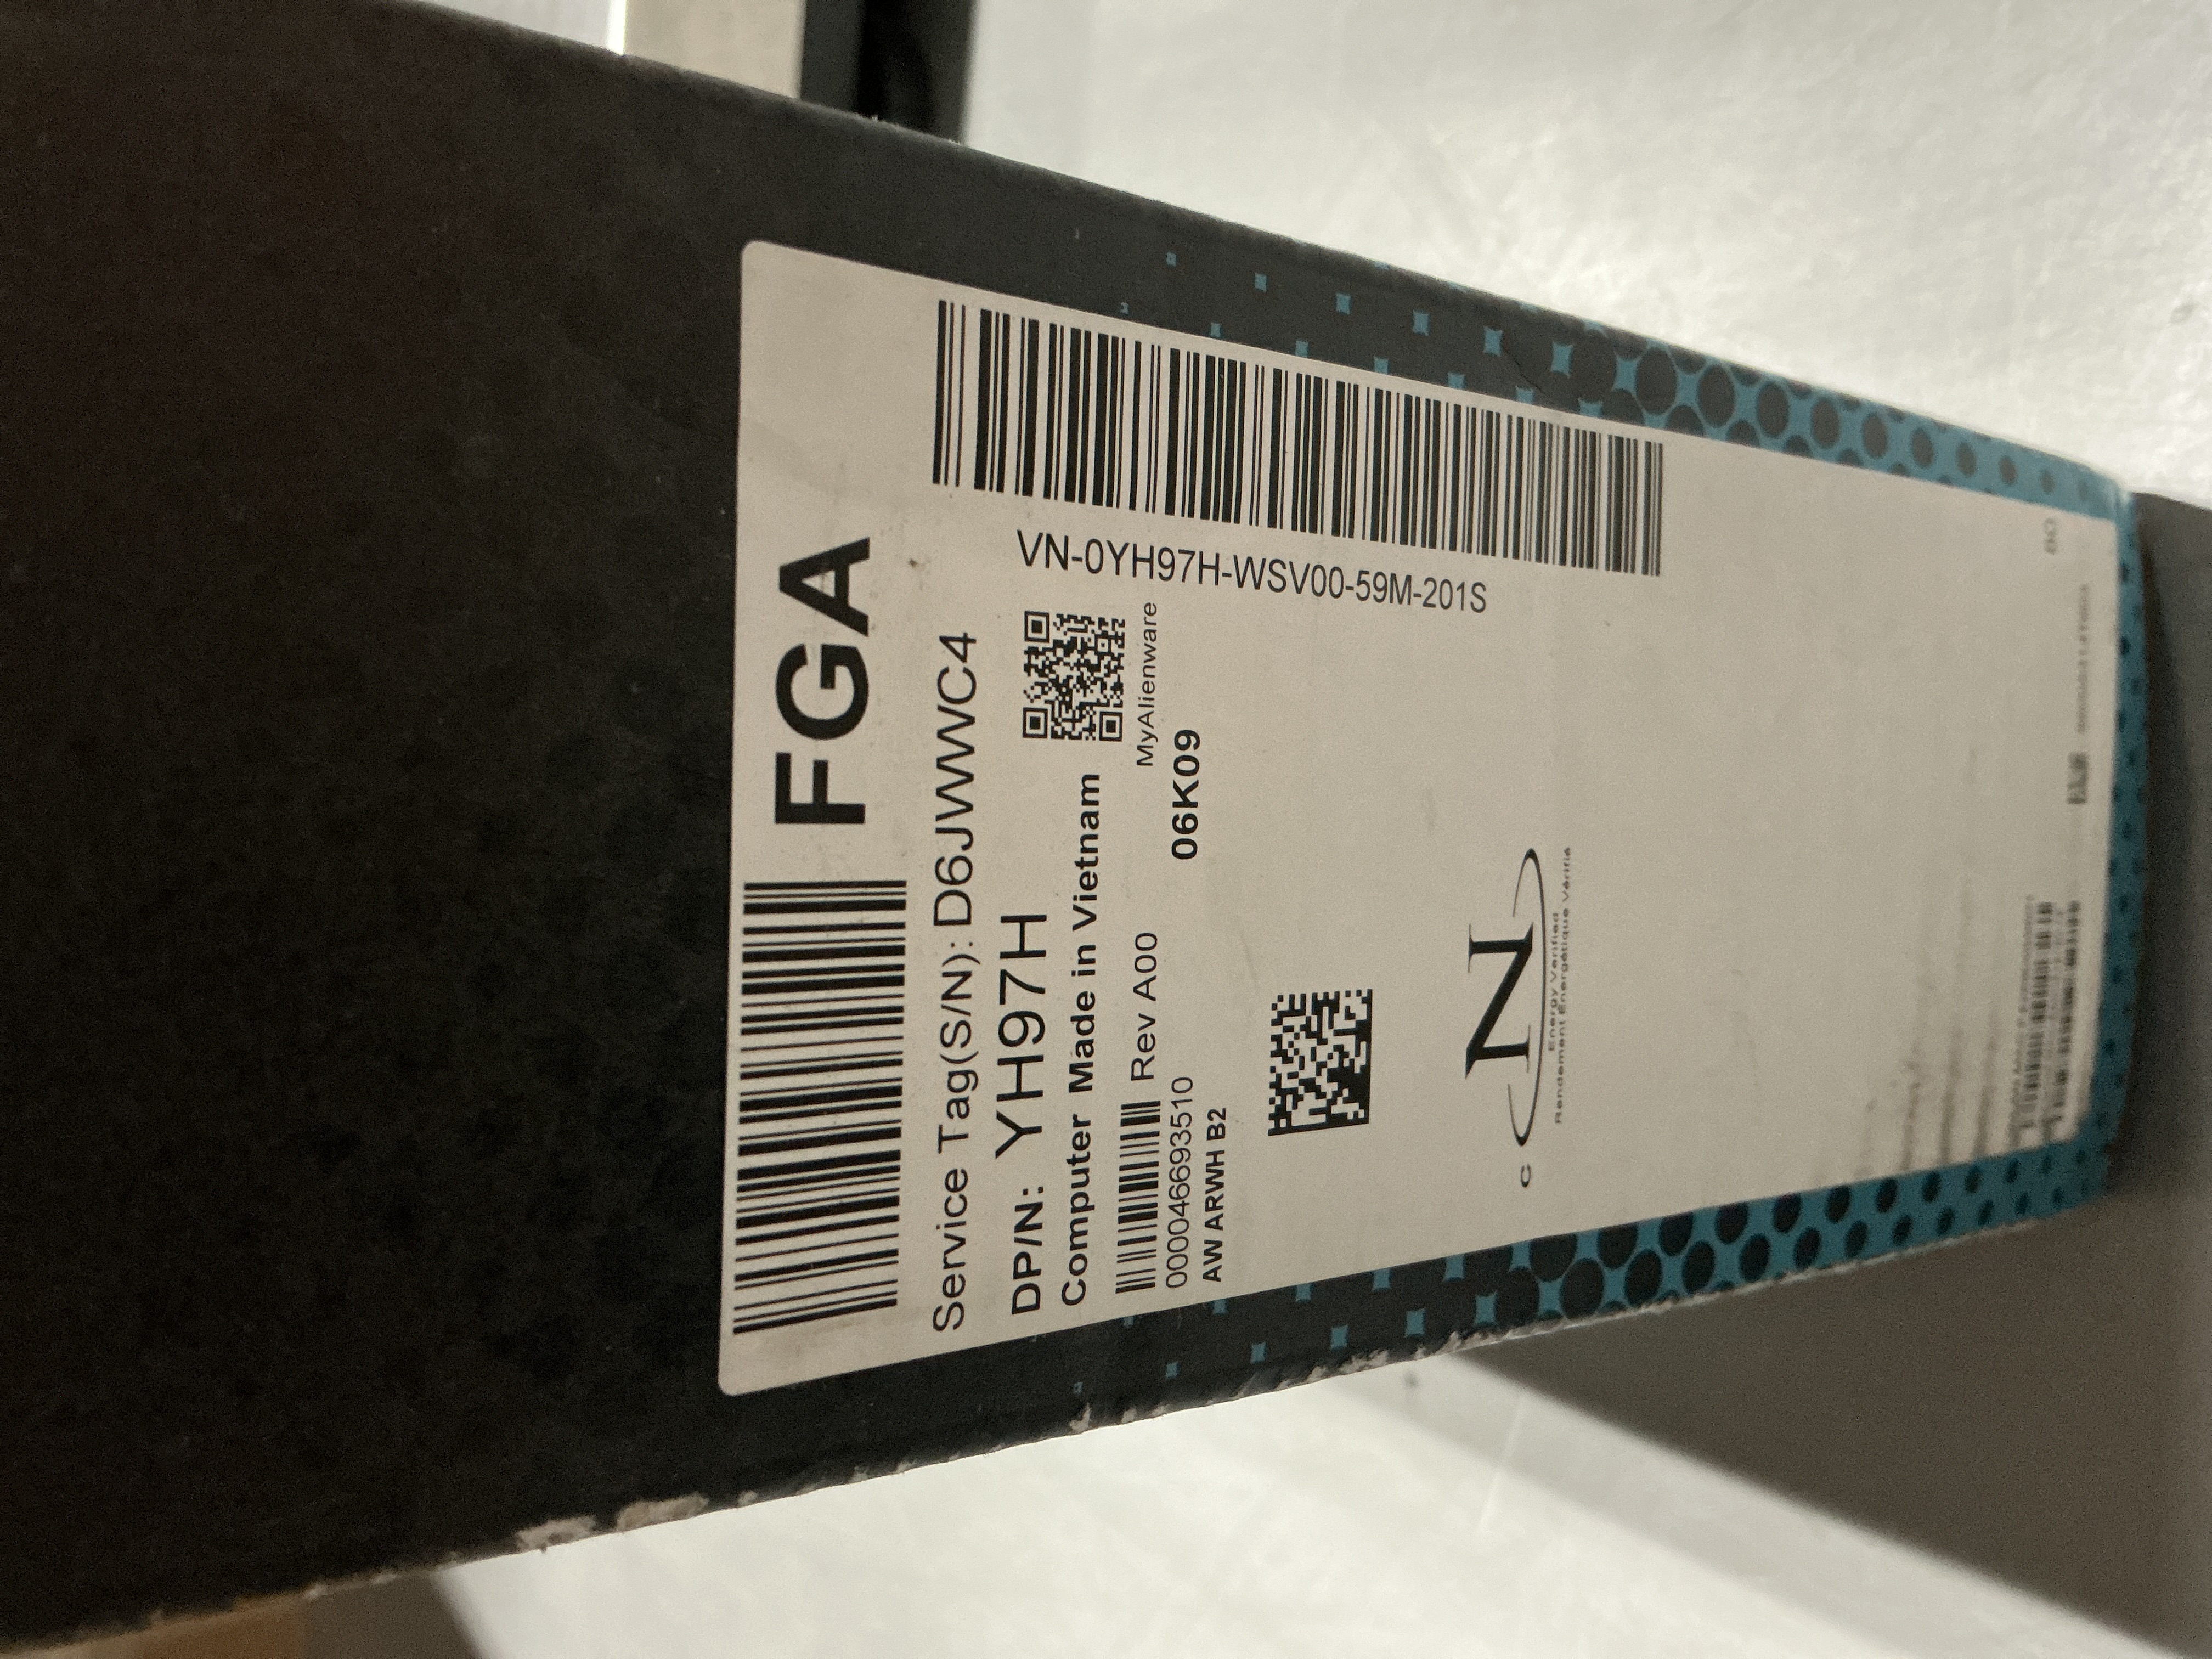 FGA
Service Tag(S/N): D6JWWC4
DP/N: YH97H
Computer Made in Vietnam
MyAlienware
Rev A00
06K09
000046693510
AW ARWH B2
VN-0YH97H-WSV00-59M-201S
C
N
Energy Verified
Rendement Énergétique Vérifié